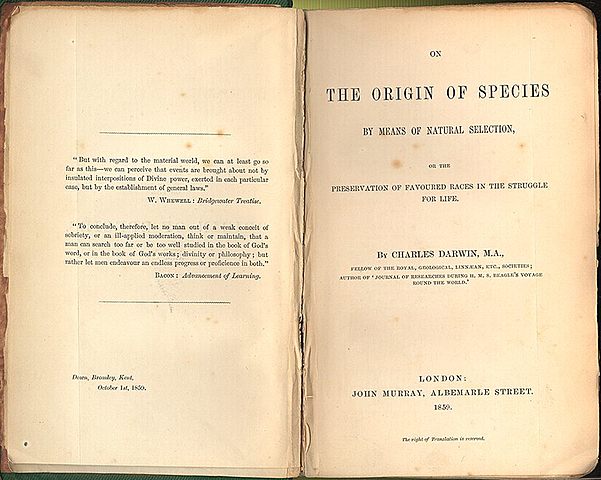 "But with regard to the material world, we can at least go so
far as this—we can perceive that events are brought about not by
insulated interpositions of Divine power, exerted in each particular
case, but by the establishment of general laws."
W. WHEWELL: Bridgewater Treatise.
"To conclude, therefore, let no man out of a weak conceit of
sobriety, or an ill-applied moderation, think or maintain, that a
man can search too far or be too well studied in the book of God's
word, or in the book of God's works; divinity or philosophy; but
rather let men endeavour an endless progress or proficience in both."
BACON: Advancement of Learning.
Down, Bromley, Kent,
October 1st, 1859.
ON
THE ORIGIN OF SPECIES
BY MEANS OF NATURAL SELECTION,
OR THE
PRESERVATION OF FAVOURED RACES IN THE STRUGGLE
FOR LIFE.
BY CHARLES DARWIN, M.A.,
FELLOW OF THE ROYAL, GEOLOGICAL, LINNÆAN, ETC., SOCIETIES;
AUTHOR OF 'JOURNAL OF RESEARCHES DURING H. M. S. BEAGLE'S VOYAGE
ROUND THE WORLD.'
LONDON:
JOHN MURRAY, ALBEMARLE STREET.
1859.
The right of Translation is reserved.